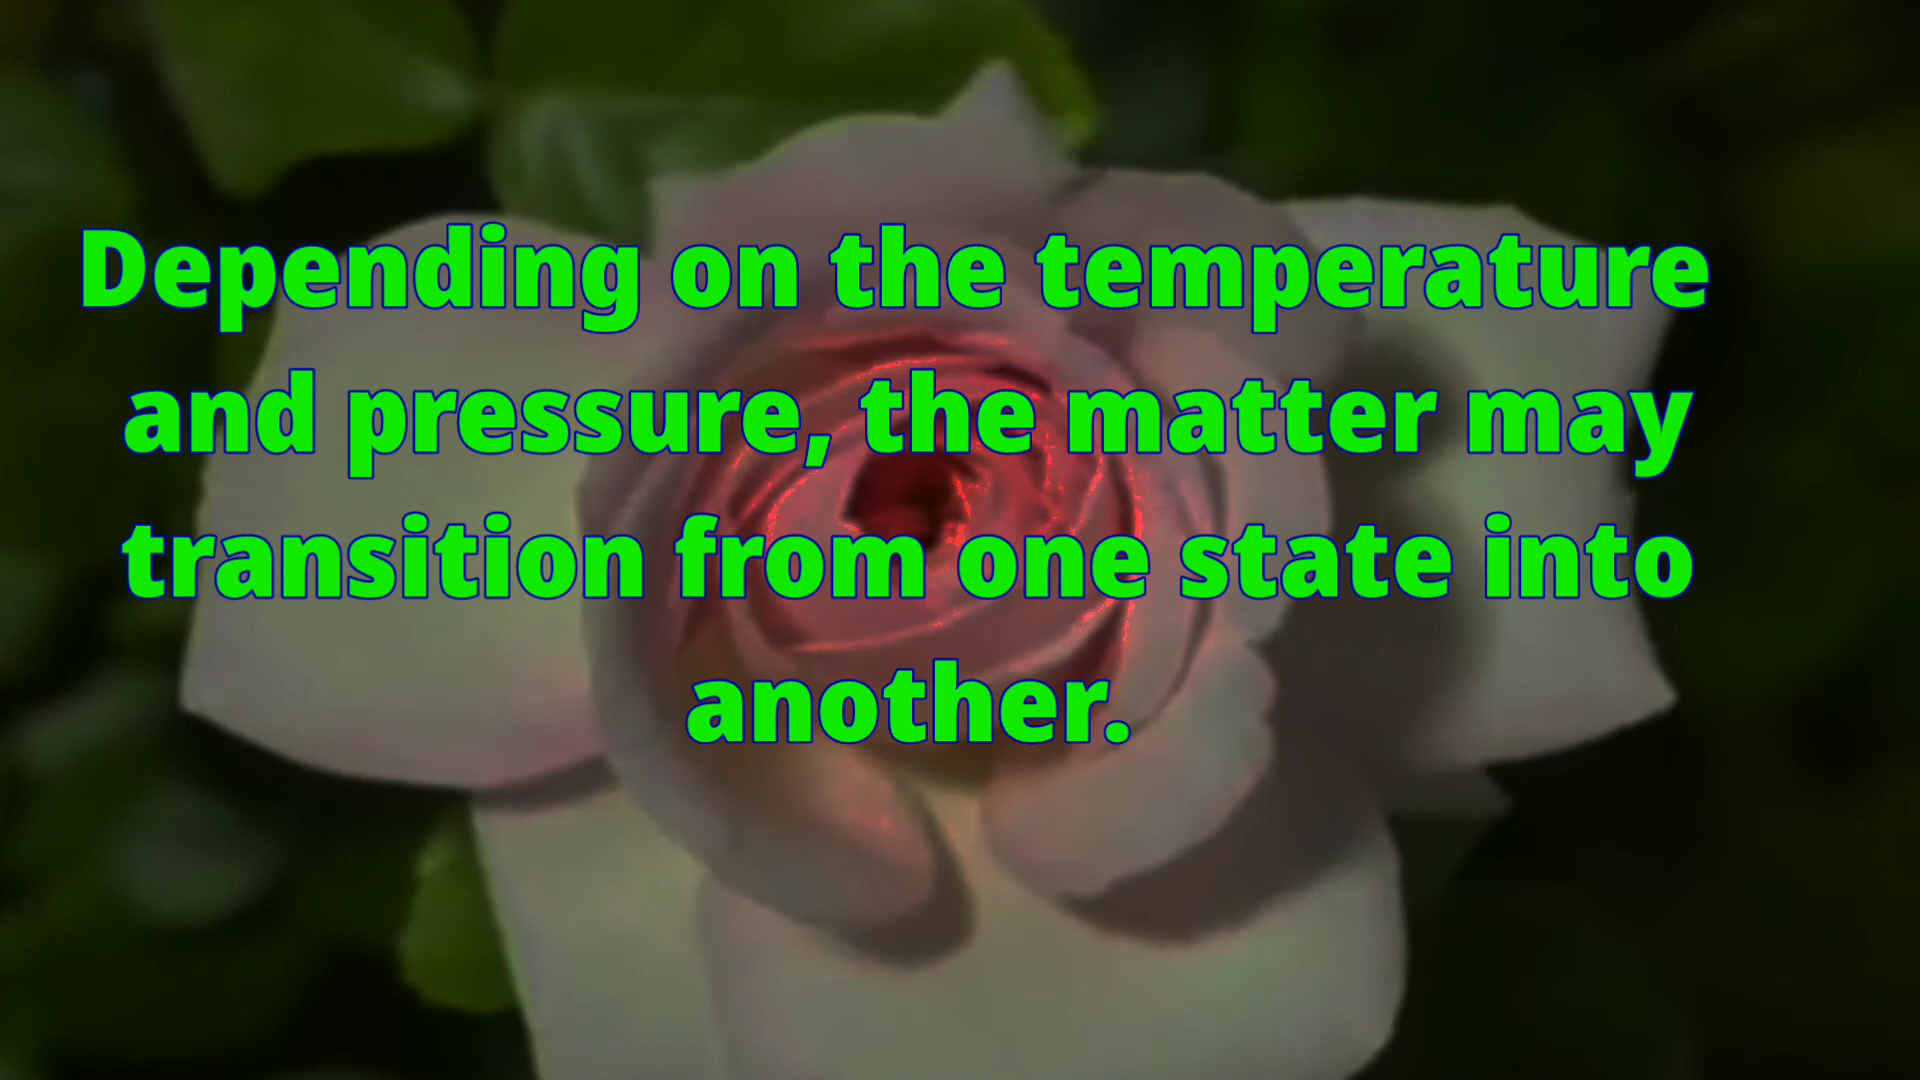 Depending on the temperature
and pressure, the matter may
transition from one state into
another.